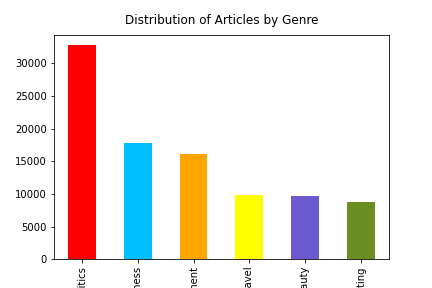 Distribution of Articles by Genre
30000
25000
20000
15000
10000
5000
0
itics
ness
ment
avel
auty
ting